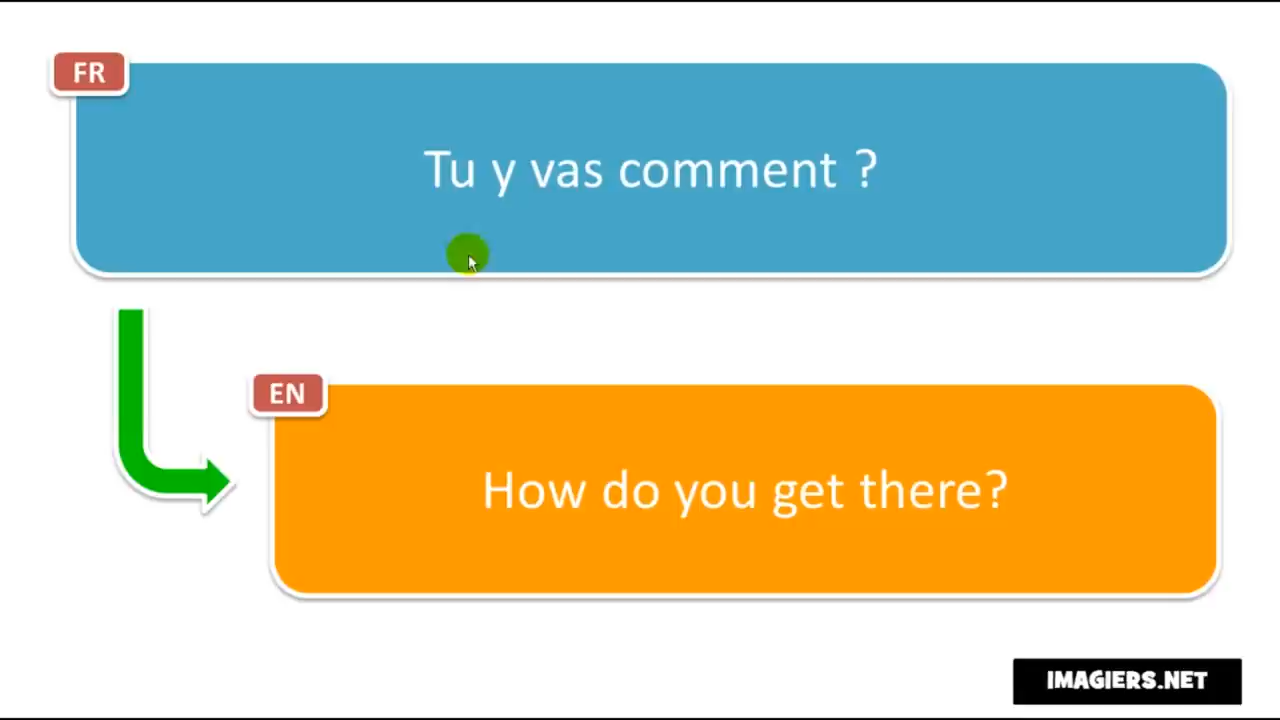 FR
Tu y vas comment ?
EN
How do you get there?
IMAGIERS.NET